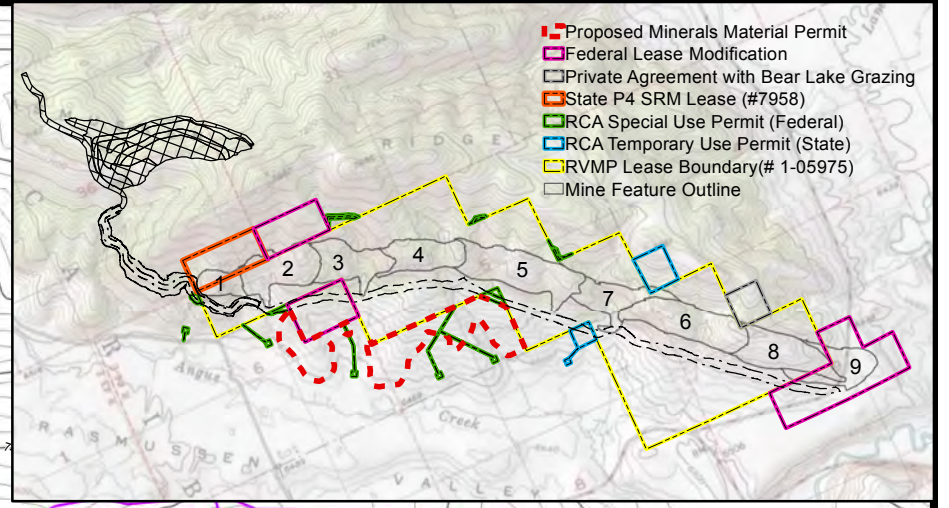 Proposed Minerals Material Permit
Federal Lease Modification
Private Agreement with Bear Lake Grazing
State P4 SRM Lease (#7958)
RCA Special Use Permit (Federal)
RCA Temporary Use Permit (State)
RVMP Lease Boundary(# 1-05975)
Mine Feature Outline
RIDGE
1
2
3
4
5
7
6
8
9
Angus
Creek
RASMUSSEN
VALLEY